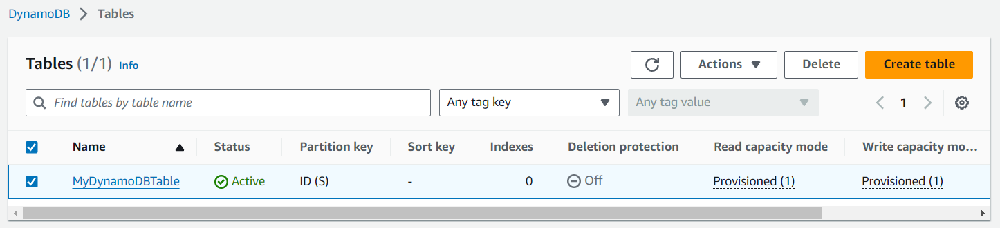 DynamoDB > Tables
Tables (1/1) Info
Actions Delete Create table
Find tables by table name Any tag key Any tag value 1
Name Status Partition key Sort key Indexes Deletion protection Read capacity mode Write capacity mo...
MyDynamoDBTable Active ID (S) - 0 Off Provisioned (1) Provisioned (1)